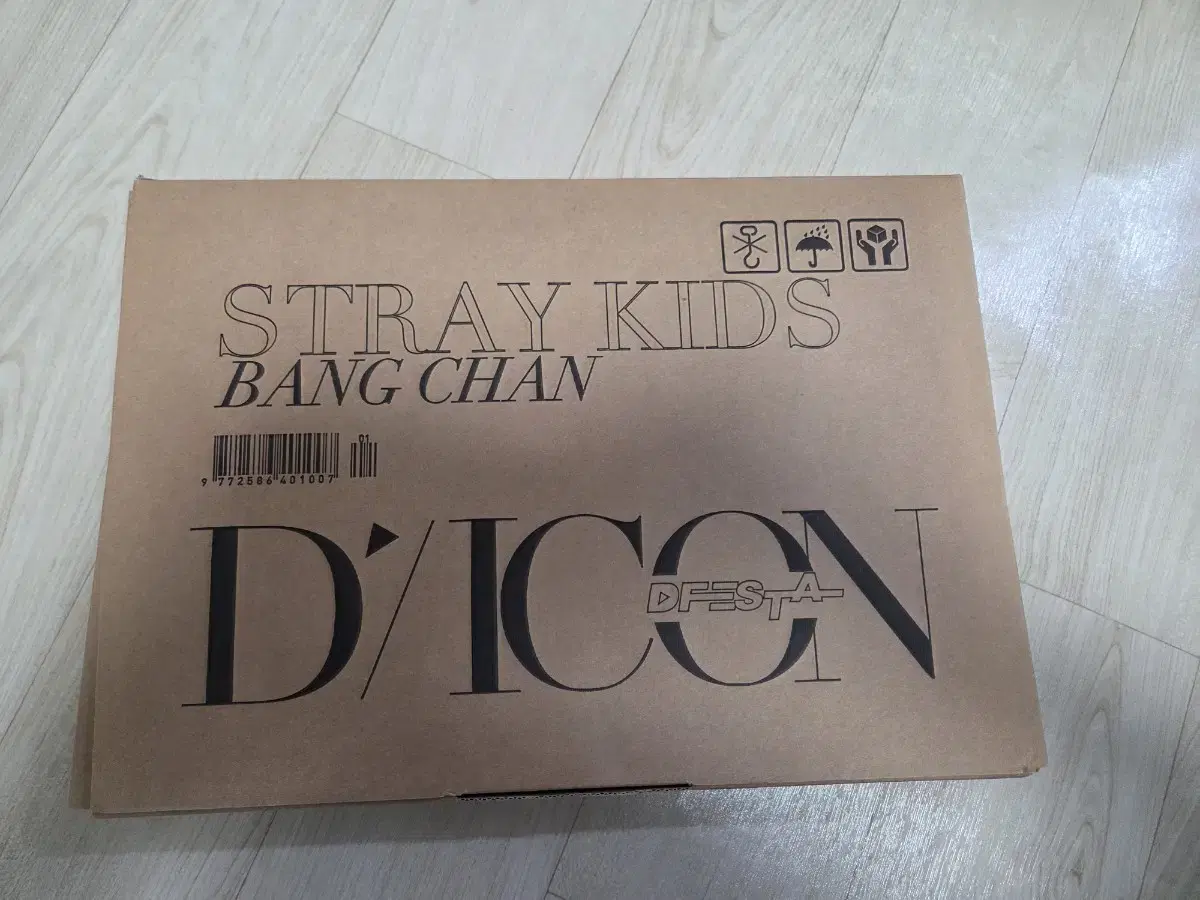 STRAY KIDS
BANG CHAN
01
9 772586 401007
D'/ICON
DFESTA